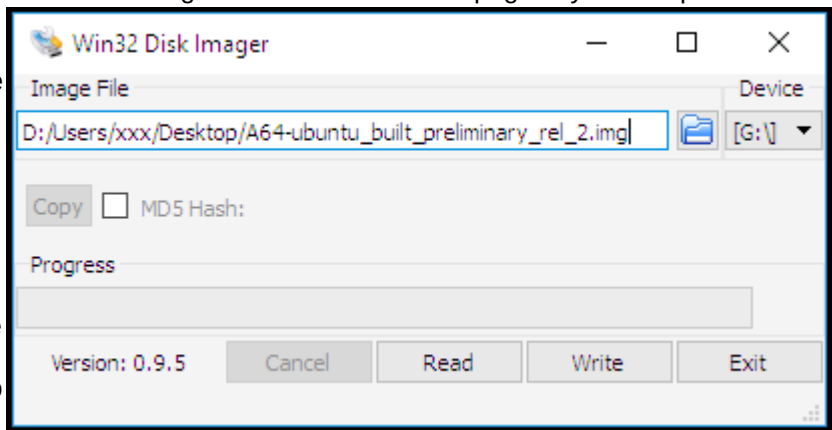 Win32 Disk Imager
Image File
Device
D:/Users/xxx/Desktop/A64-ubuntu_built_preliminary_rel_2.img
[G:\]
Copy
MD5 Hash:
Progress
Version: 0.9.5
Cancel
Read
Write
Exit